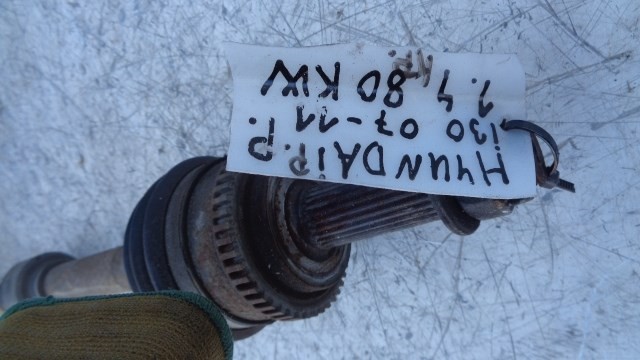 HYUNDAi P.P
i30 07-11 r.
1.4 80 KW